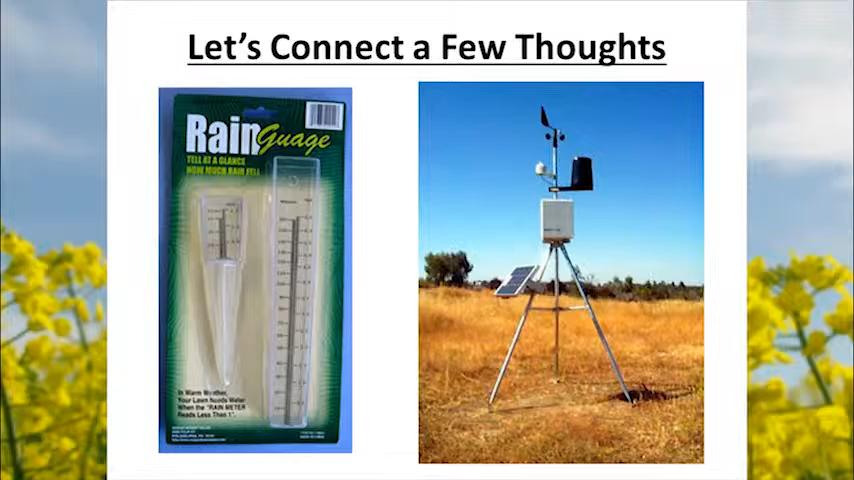 Let's Connect a Few Thoughts
Rain Guage
TELL AT A GLANCE
HOW MUCH RAIN FELL
In Warm Weather,
Your Lawn Needs Water
When the "RAIN METER
Reads Less Than 1".